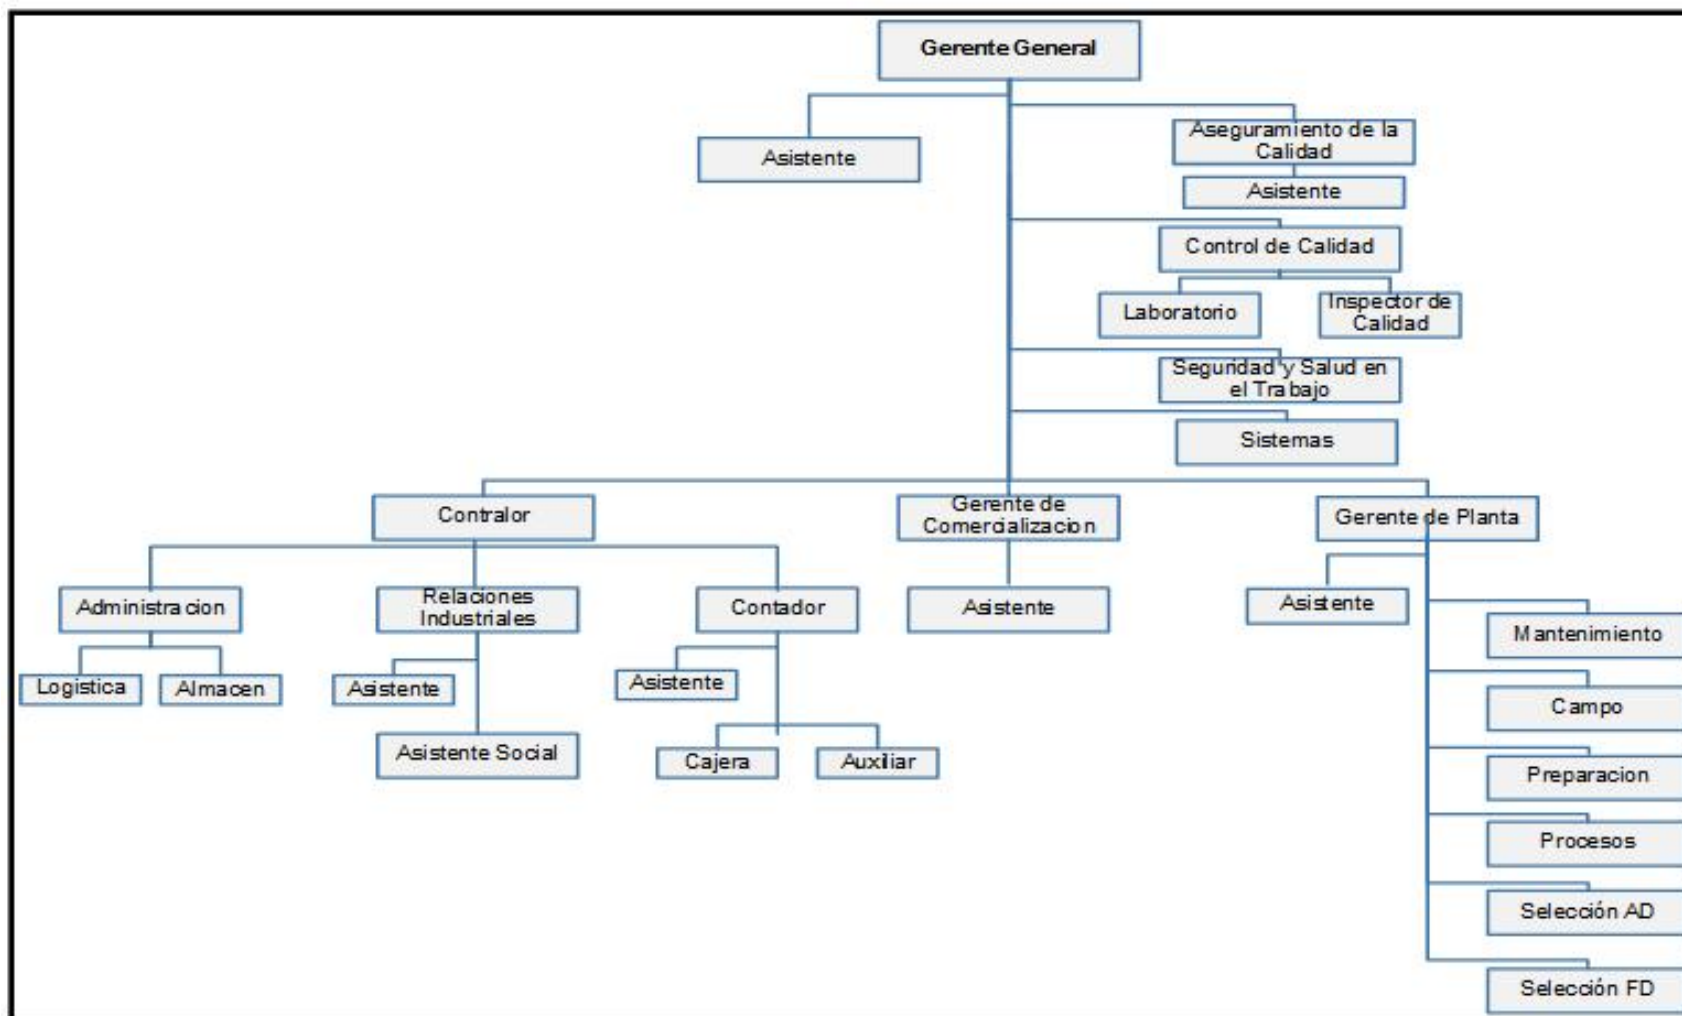 Gerente General
Asistente
Aseguramiento de la
Calidad
Asistente
Control de Calidad
Laboratorio
Inspector de
Calidad
Seguridad y Salud en
el Trabajo
Sistemas
Contralor
Gerente de
Comercializacion
Gerente de Planta
Administracion
Relaciones
Industriales
Contador
Asistente
Asistente
Mantenimiento
Logistica
Almacen
Asistente
Asistente
Campo
Asistente Social
Cajera
Auxiliar
Preparacion
Procesos
Selección AD
Selección FD